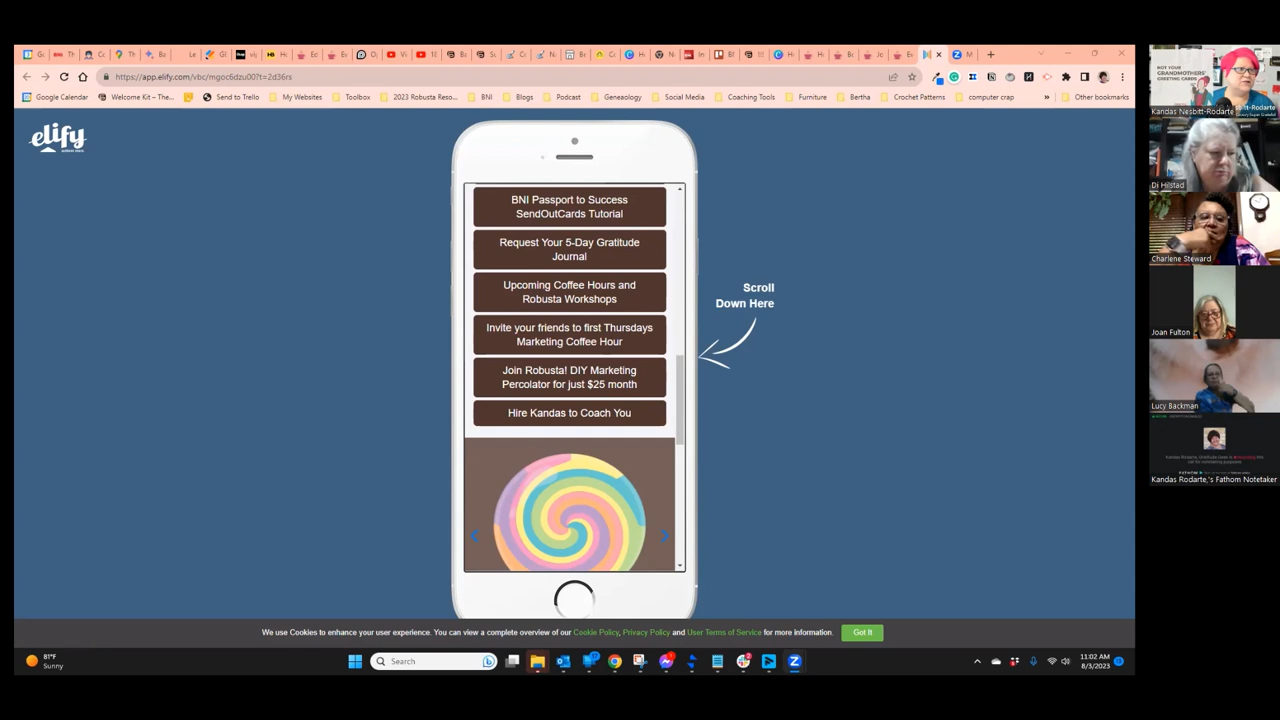 https://app.elify.com/vbc/mgoc6dzu00?t=2d36rs
Google Calendar
Welcome Kit – The...
Send to Trello
My Websites
Toolbox
2023 Robusta Reso...
BNI
Blogs
Podcast
Geneaology
Social Media
Coaching Tools
Furniture
Bertha
Crochet Patterns
computer crap
»
Other bookmarks
elify
BNI Passport to Success
SendOutCards Tutorial
Request Your 5-Day Gratitude
Journal
Upcoming Coffee Hours and
Robusta Workshops
Invite your friends to first Thursdays
Marketing Coffee Hour
Join Robusta! DIY Marketing
Percolator for just $25 month
Hire Kandas to Coach You
Scroll
Down Here
We use Cookies to enhance your user experience. You can view a complete overview of our Cookie Policy, Privacy Policy and User Terms of Service for more information.
Got It
81°F
Sunny
Search
11:02 AM
8/3/2023
NOT YOUR
GRANDMOTHERS'
GREETING CARDS
Kandas Nesbitt-Rodarte
Di Hilstad
Charlene Steward
Joan Fulton
Lucy Backman
Kandas Rodarte,'s Fathom Notetaker